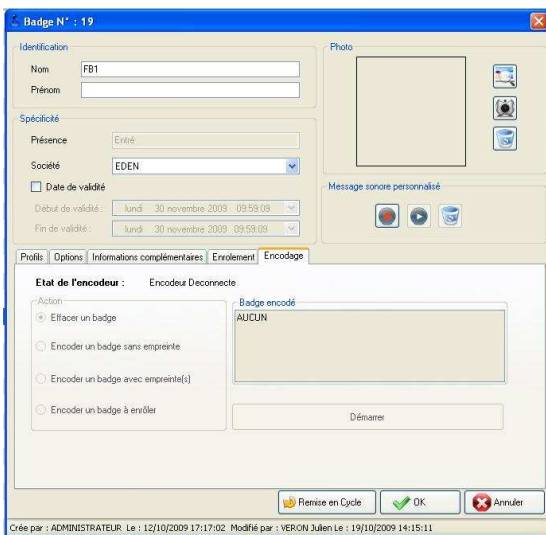 Badge N° : 19
Identification
Nom FB1
Prénom
Photo
Spécificité
Présence Entré
Société EDEN
Date de validité
Début de validité : lundi 30 novembre 2009 09:59:09
Fin de validité : lundi 30 novembre 2009 09:59:09
Message sonore personnalisé
Profils Options Informations complémentaires Enrolement Encodage
Etat de l'encodeur : Encodeur Deconnecte
Action
Effacer un badge
Encoder un badge sans empreinte
Encoder un badge avec empreinte(s)
Encoder un badge à enrôler
Badge encodé
AUCUN
Démarrer
Remise en Cycle OK Annuler
Crée par : ADMINISTRATEUR Le : 12/10/2009 17:17:02 Modifié par : VERON Julien Le : 19/10/2009 14:15:11